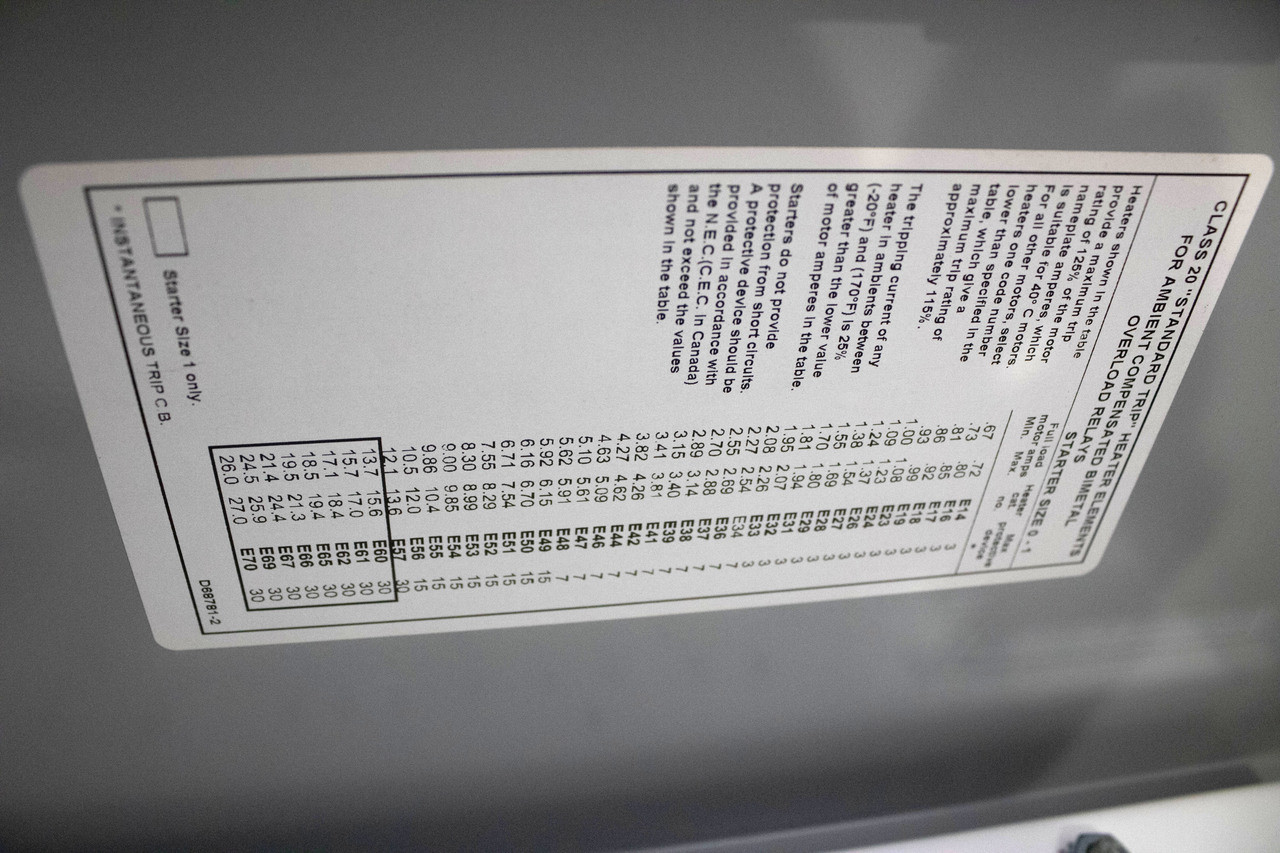 CLASS 20 "STANDARD TRIP" HEATER ELEMENTS
FOR AMBIENT COMPENSATED BIMETAL
OVERLOAD RELAYS
Heaters shown in the table
provide a maximum trip
rating of 125% of the
nameplate amperes, which
is suitable for 40° C motors.
For all other motors, select
heaters one code number
lower than specified in the
table, which give a
maximum trip rating of
approximately 115%.
The tripping current of any
heater in ambients between
(-20°F) and (170°F) is 25%
greater than the lower value
of motor amperes in the table.
Starters do not provide
protection from short circuits.
A protective device should be
provided in accordance with
the N.E.C.(C.E.C. in Canada)
and not exceed the values
shown in the table.
STARTER SIZE 0 - 1
Full load motor amps Min. Max.
Heater cat. no.
Max protective device *
.67 .72 E14 3
.73 .80 E16 3
.81 .85 E17 3
.86 .92 E18 3
.93 .99 E19 3
1.00 1.08 E23 3
1.09 1.23 E24 3
1.24 1.37 E26 3
1.38 1.54 E27 3
1.55 1.69 E28 3
1.70 1.80 E29 3
1.81 1.94 E31 3
1.95 2.07 E32 3
2.08 2.26 E33 3
2.27 2.54 E34 3
2.55 2.69 E36 7
2.70 2.88 E37 7
2.89 3.14 E38 7
3.15 3.40 E39 7
3.41 3.81 E41 7
3.82 4.26 E42 7
4.27 4.62 E44 7
4.63 5.09 E46 7
5.10 5.61 E47 7
5.62 5.91 E48 7
5.92 6.15 E49 15
6.16 6.70 E50 15
6.71 7.54 E51 15
7.55 8.29 E52 15
8.30 8.99 E53 15
9.00 9.85 E54 15
9.86 10.4 E55 15
10.5 12.0 E56 15
12.1 13.6 E57 30
13.7 15.6 E60 30
15.7 17.0 E61 30
17.1 18.4 E62 30
18.5 19.4 E65 30
19.5 21.3 E66 30
21.4 24.4 E67 30
24.5 25.9 E69 30
26.0 27.0 E70 30
Starter Size 1 only.
* INSTANTANEOUS TRIP C.B.
D68781-2